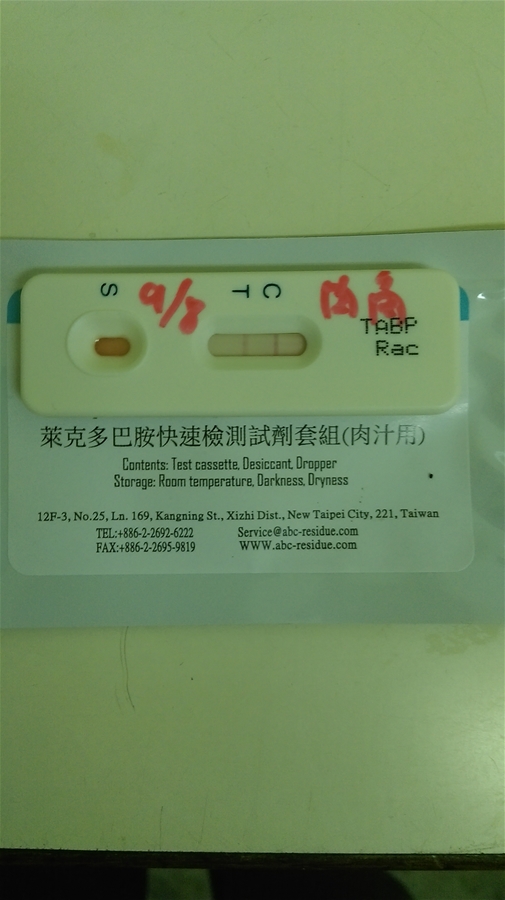 S
T
C
9/8
TABP
Rac
萊克多巴胺快速檢測試劑套組(肉汁用)
Contents: Test cassette, Desiccant, Dropper
Storage: Room temperature, Darkness, Dryness
12F-3, No.25, Ln. 169, Kangning St., Xizhi Dist., New Taipei City, 221, Taiwan
TEL:+886-2-2692-6222 Service@abc-residue.com
FAX:+886-2-2695-9819 WWW.abc-residue.com